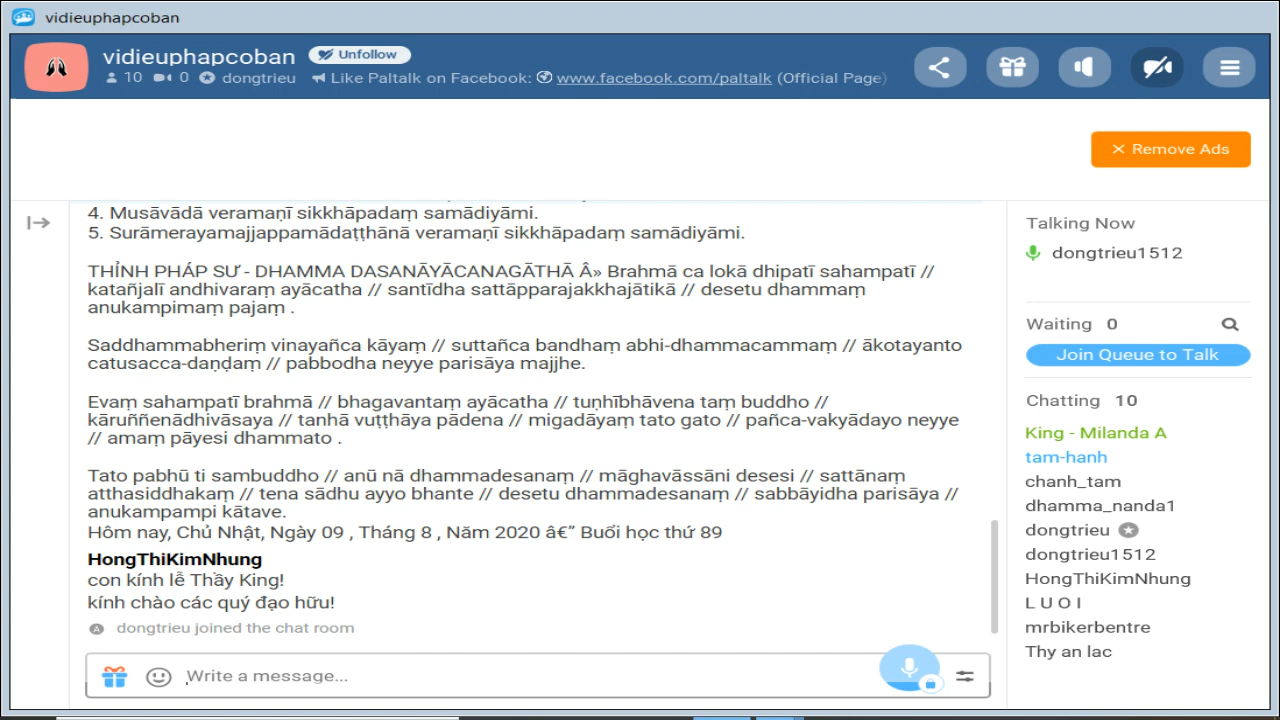 vidieuphapcoban
vidieuphapcoban Unfollow
10 0 dongtrieu Like Paltalk on Facebook: www.facebook.com/paltalk (Official Page)
Remove Ads
4. Musāvādā veramaṇī sikkhāpadaṃ samādiyāmi.
5. Surāmerayamajjappamādaṭṭhānā veramaṇī sikkhāpadaṃ samādiyāmi.
THỈNH PHÁP SƯ - DHAMMA DASANĀYĀCANAGĀTHĀ Â» Brahmā ca lokā dhipatī sahampatī //
katañjalī andhivaraṃ ayācatha // santīdha sattāpparajakkhajātikā // desetu dhammaṃ
anukampimaṃ pajaṃ .
Saddhammabheriṃ vinayañca kāyaṃ // suttañca bandhaṃ abhi-dhammacammaṃ // ākotayanto
catusacca-daṇḍaṃ // pabbodha neyye parisāya majjhe.
Evaṃ sahampatī brahmā // bhagavantaṃ ayācatha // tuṇhībhāvena taṃ buddho //
kāruññenādhivāsaya // tanhā vuṭṭhāya pādena // migadāyaṃ tato gato // pañca-vakyādayo neyye
// amaṃ pāyesi dhammato .
Tato pabhū ti sambuddho // anū nā dhammadesanaṃ // māghavāssāni desesi // sattānaṃ
atthasiddhakaṃ // tena sādhu ayyo bhante // desetu dhammadesanaṃ // sabbāyidha parisāya //
anukampampi kātave.
Hôm nay, Chủ Nhật, Ngày 09 , Tháng 8 , Năm 2020 â€" Buổi học thứ 89
HongThiKimNhung
con kính lễ Thầy King!
kính chào các quý đạo hữu!
A dongtrieu joined the chat room
Write a message...
Talking Now
dongtrieu1512
Waiting 0
Join Queue to Talk
Chatting 10
King - Milanda A
tam-hanh
chanh_tam
dhamma_nanda1
dongtrieu
dongtrieu1512
HongThiKimNhung
L U O I
mrbikerbentre
Thy an lac